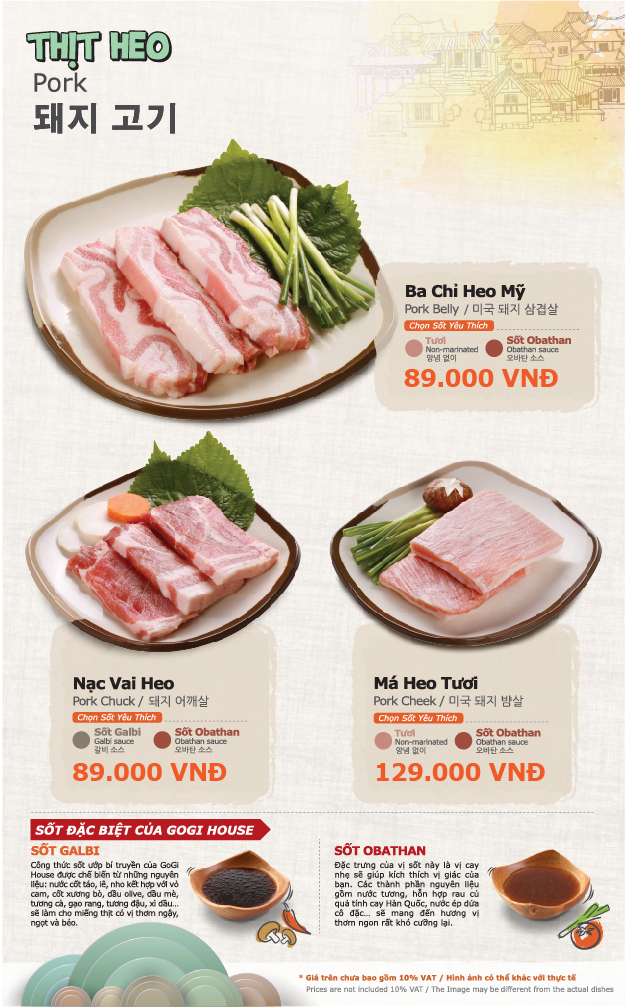 THỊT HEO
Pork
돼지 고기
Ba Chỉ Heo Mỹ
Pork Belly / 미국 돼지 삼겹살
Chọn Sốt Yêu Thích
Tươi
Non-marinated
양념 없이
Sốt Obathan
Obathan sauce
오바탄 소스
89.000 VNĐ
Nạc Vai Heo
Pork Chuck / 돼지 어깨살
Chọn Sốt Yêu Thích
Sốt Galbi
Galbi sauce
갈비 소스
Sốt Obathan
Obathan sauce
오바탄 소스
89.000 VNĐ
Má Heo Tươi
Pork Cheek / 미국 돼지 뱜살
Chọn Sốt Yêu Thích
Tươi
Non-marinated
양념 없이
Sốt Obathan
Obathan sauce
오바탄 소스
129.000 VNĐ
SỐT ĐẶC BIỆT CỦA GOGI HOUSE
SỐT GALBI
Công thức sốt ướp bí truyền của GoGi
House được chế biến từ những nguyên
liệu: nước cốt táo, lê, nho kết hợp với vỏ
cam, cốt xương bò, dầu olive, dầu mè,
tương cà, gạo rang, tương đậu, xì dầu...
sẽ làm cho miếng thịt có vị thơm ngậy,
ngọt và béo.
SỐT OBATHAN
Đặc trưng của vị sốt này là vị cay
nhẹ sẽ giúp kích thích vị giác của
bạn. Các thành phần nguyên liệu
gồm nước tương, hỗn hợp rau củ
quả tính cay Hàn Quốc, nước ép dứa
cô đặc... sẽ mang đến hương vị
thơm ngon rất khó cưỡng lại.
* Giá trên chưa bao gồm 10% VAT / Hình ảnh có thể khác với thực tế
Prices are not included 10% VAT / The Image may be different from the actual dishes